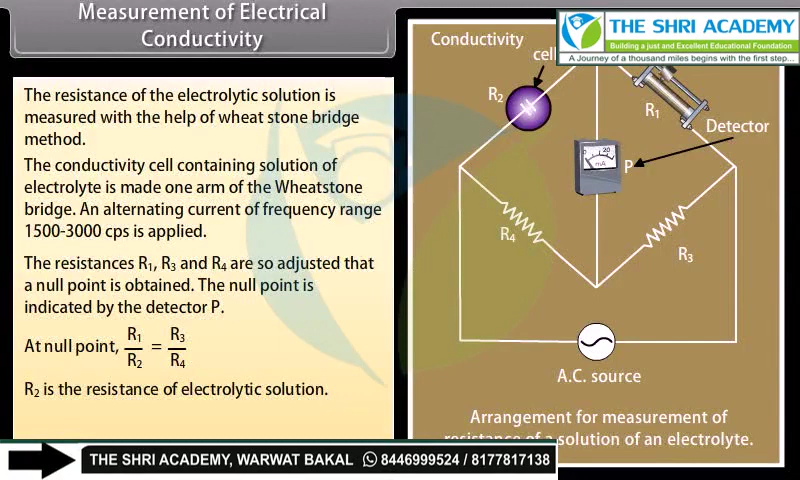 Measurement of Electrical
Conductivity
The resistance of the electrolytic solution is
measured with the help of wheat stone bridge
method.
The conductivity cell containing solution of
electrolyte is made one arm of the Wheatstone
bridge. An alternating current of frequency range
1500-3000 cps is applied.
The resistances R₁, R₃ and R₄ are so adjusted that
a null point is obtained. The null point is
indicated by the detector P.
At null point, R₁/R₂ = R₃/R₄
R₂ is the resistance of electrolytic solution.
THE SHRI ACADEMY
Building a just and Excellent Educational Foundation
A Journey of a thousand miles begins with the first step...
Conductivity
cell
R₂
R₁
Detector
0 20
mA
P
R₄
R₃
A.C. source
Arrangement for measurement of
resistance of a solution of an electrolyte.
THE SHRI ACADEMY, WARWAT BAKAL 8446999524 / 8177817138